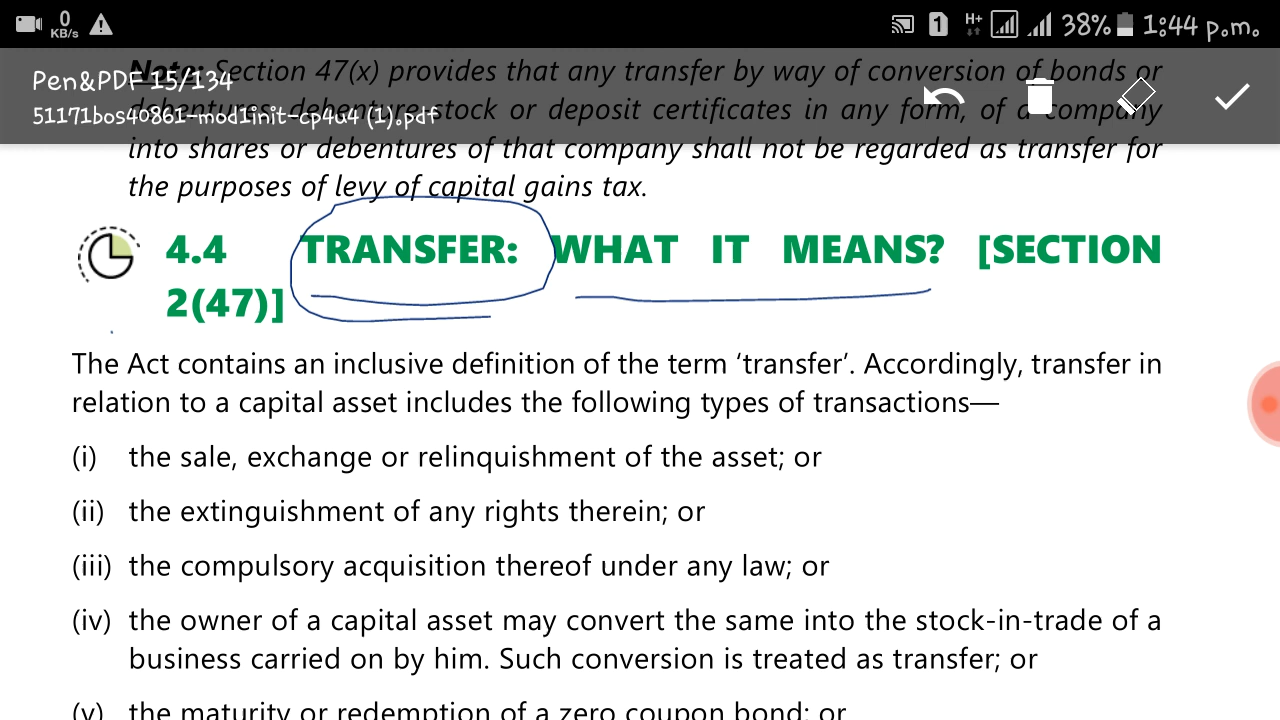 0
KB/s
1
H+
38%
1:44 p.m.
Pen&PDF 15/134
51171bos40861-mod1init-cp4u4 (1).pdf
Note: Section 47(x) provides that any transfer by way of conversion of bonds or
debentures, debenture-stock or deposit certificates in any form, of a company
into shares or debentures of that company shall not be regarded as transfer for
the purposes of levy of capital gains tax.
4.4 TRANSFER: WHAT IT MEANS? [SECTION
2(47)]
The Act contains an inclusive definition of the term ‘transfer’. Accordingly, transfer in
relation to a capital asset includes the following types of transactions—
(i) the sale, exchange or relinquishment of the asset; or
(ii) the extinguishment of any rights therein; or
(iii) the compulsory acquisition thereof under any law; or
(iv) the owner of a capital asset may convert the same into the stock-in-trade of a
business carried on by him. Such conversion is treated as transfer; or
(v) the maturity or redemption of a zero coupon bond; or